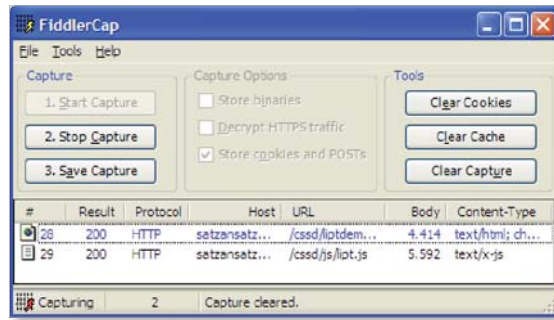 FiddlerCap
File Tools Help
Capture
1. Start Capture
2. Stop Capture
3. Save Capture
Capture Options
Store binaries
Decrypt HTTPS traffic
Store cookies and POSTs
Tools
Clear Cookies
Clear Cache
Clear Capture
# Result Protocol Host URL Body Content-Type
28 200 HTTP satzansatz... /cssd/liptdem... 4.414 text/html; ch...
29 200 HTTP satzansatz... /cssd/js/lipt.js 5.592 text/x-js
Capturing 2 Capture cleared.